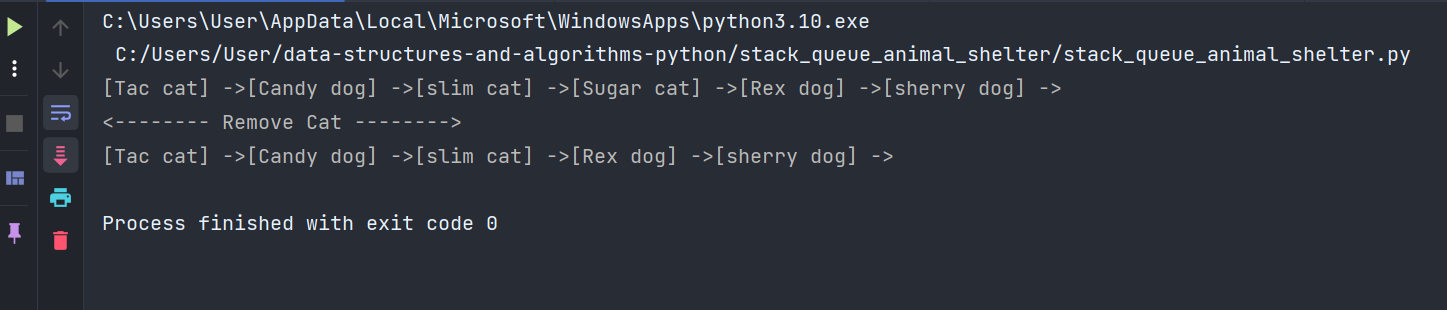 C:\Users\User\AppData\Local\Microsoft\WindowsApps\python3.10.exe
C:/Users/User/data-structures-and-algorithms-python/stack_queue_animal_shelter/stack_queue_animal_shelter.py
[Tac cat] ->[Candy dog] ->[slim cat] ->[Sugar cat] ->[Rex dog] ->[sherry dog] ->
<-------- Remove Cat -------->
[Tac cat] ->[Candy dog] ->[slim cat] ->[Rex dog] ->[sherry dog] ->
Process finished with exit code 0